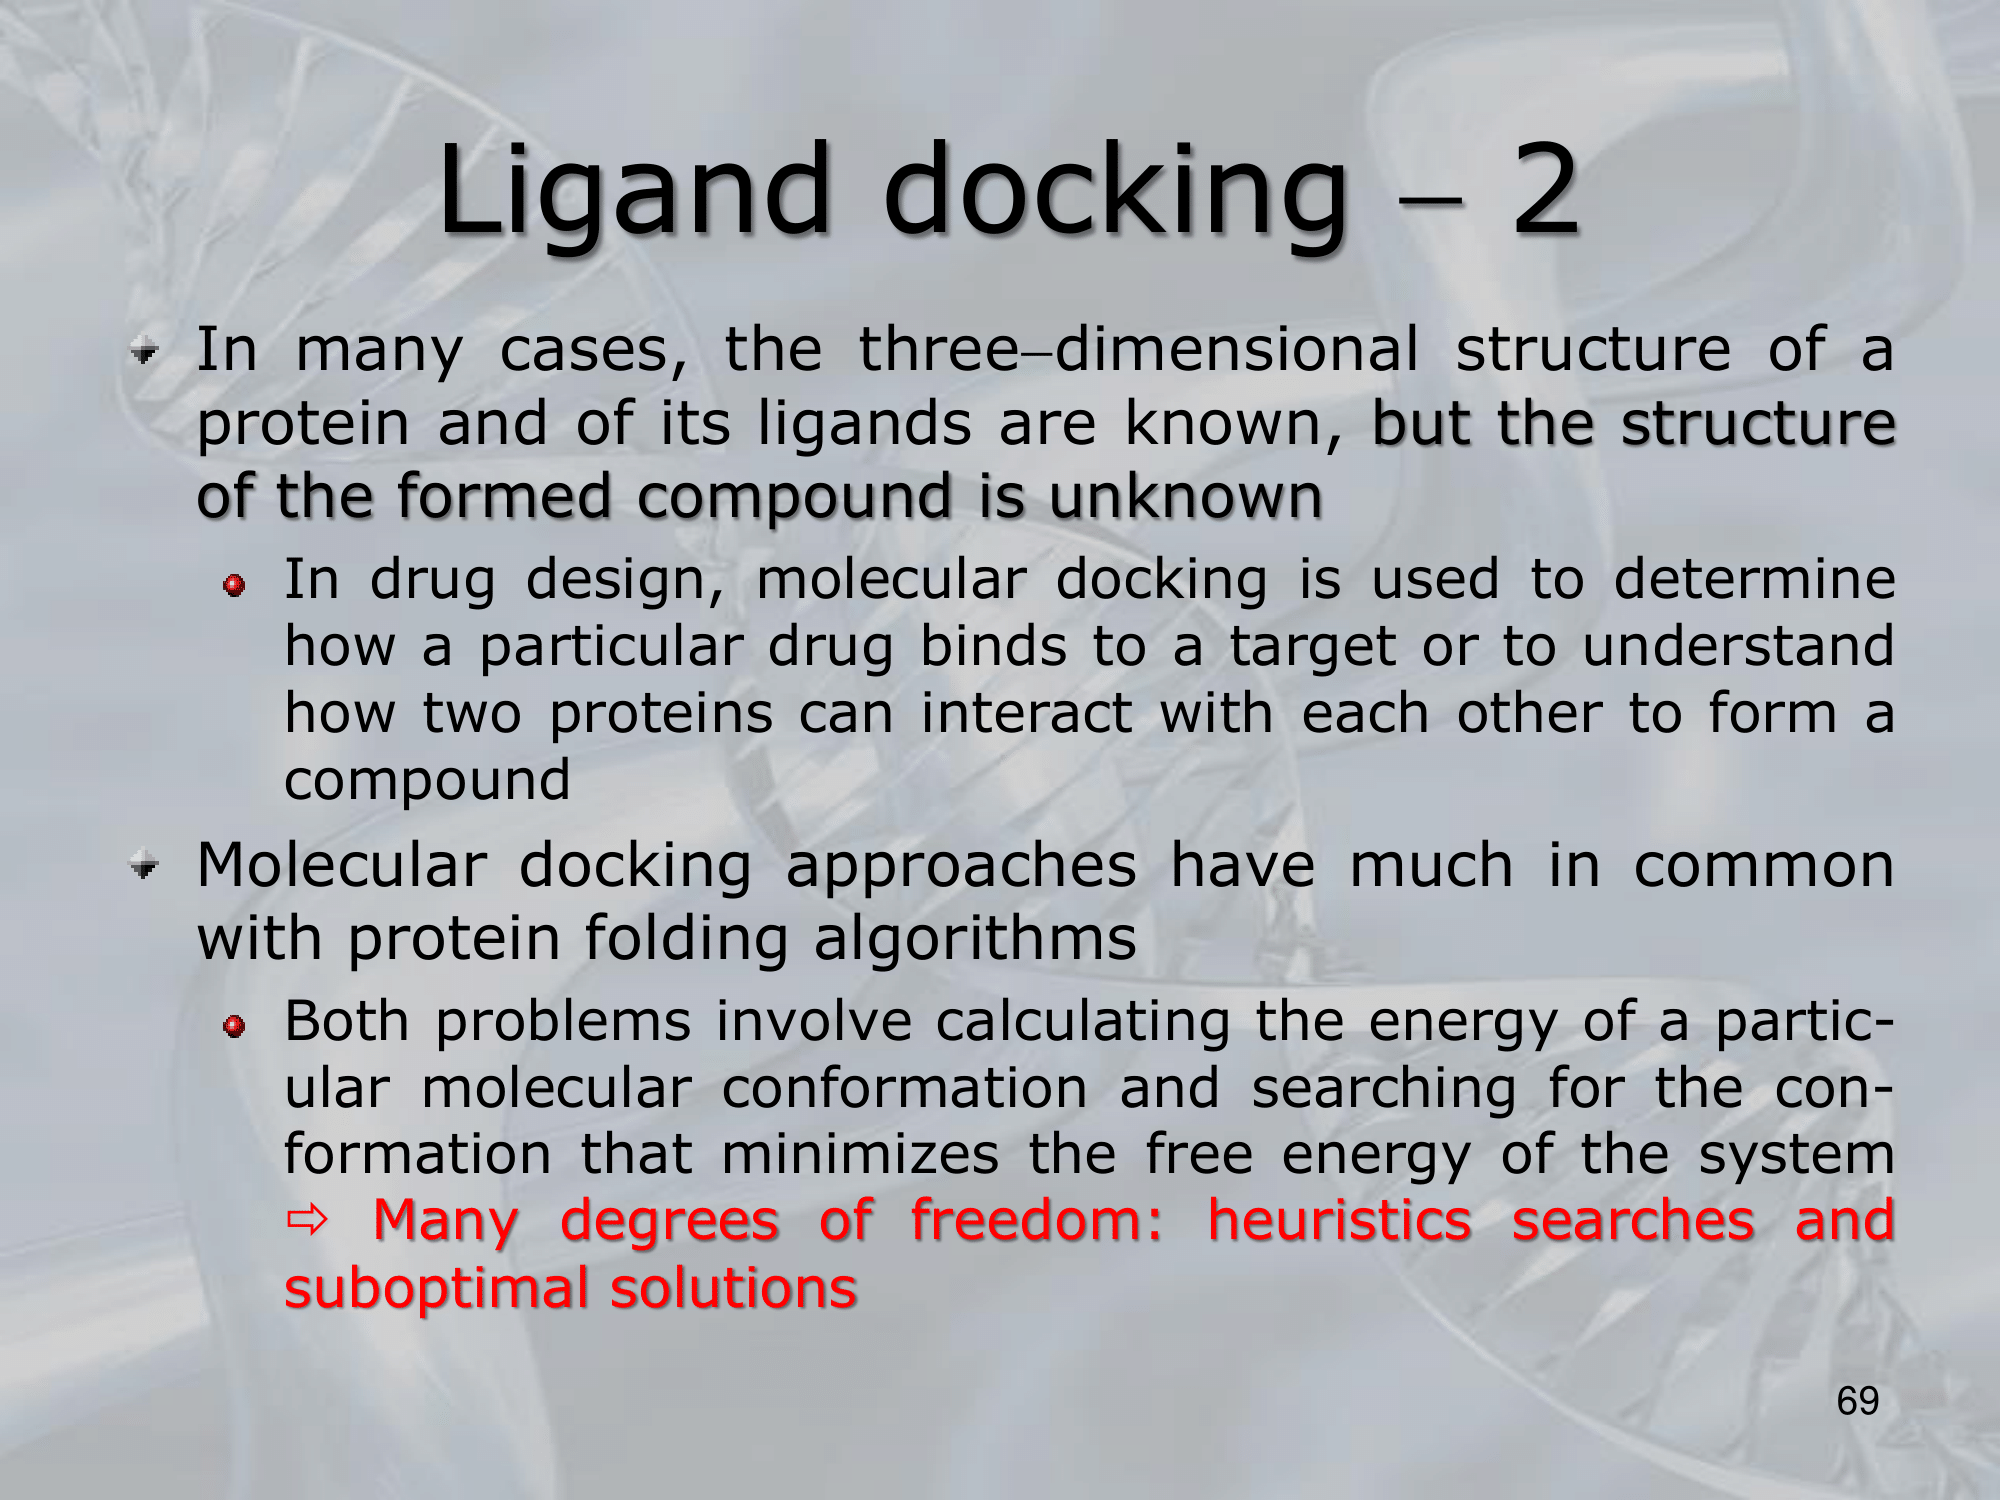 Ligand docking – 2
In many cases, the three–dimensional structure of a
protein and of its ligands are known, but the structure
of the formed compound is unknown
In drug design, molecular docking is used to determine
how a particular drug binds to a target or to understand
how two proteins can interact with each other to form a
compound
Molecular docking approaches have much in common
with protein folding algorithms
Both problems involve calculating the energy of a partic-
ular molecular conformation and searching for the con-
formation that minimizes the free energy of the system
⇨ Many degrees of freedom: heuristics searches and
suboptimal solutions
69